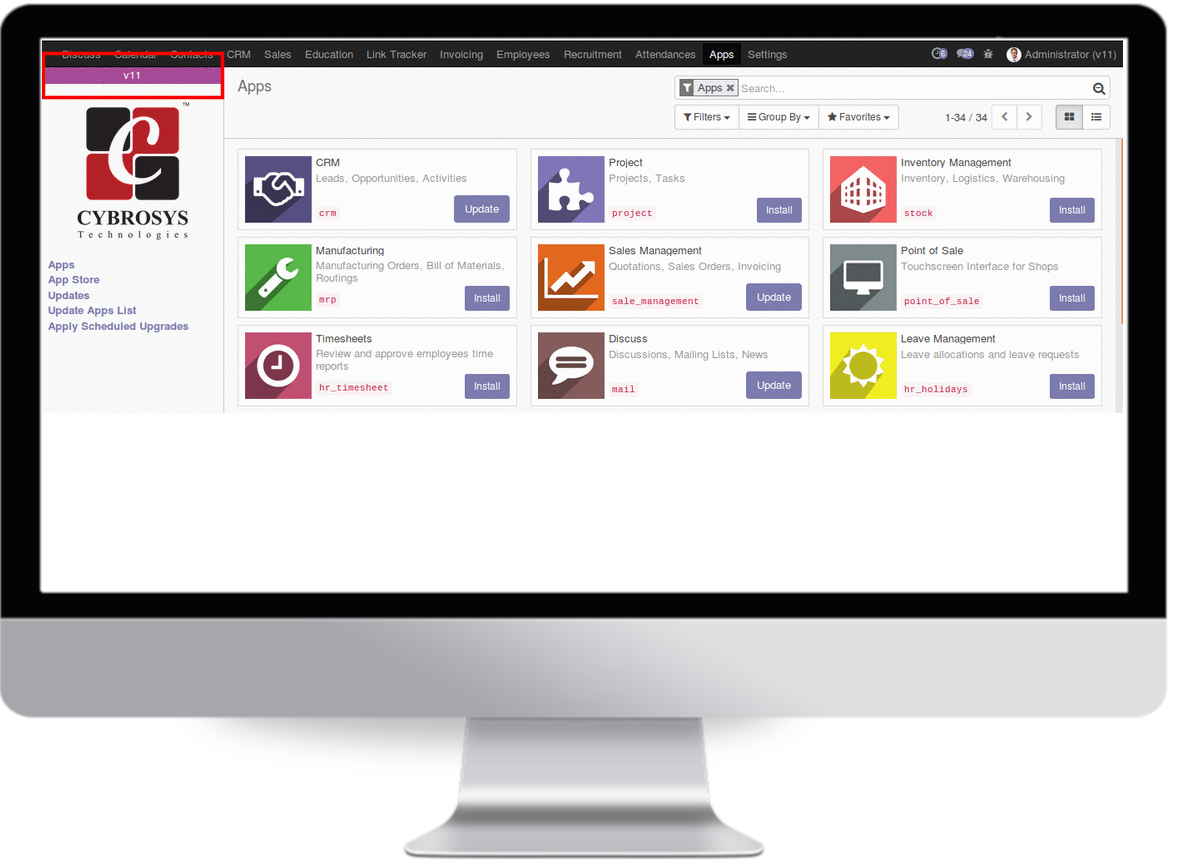 Discuss Calendar Contacts CRM Sales Education Link Tracker Invoicing Employees Recruitment Attendances Apps Settings 6 24 Administrator (v11)
v11
Apps
Apps ✖ Search...
Filters Group By Favorites 1-34 / 34
™
C
CYBROSYS
Technologies
Apps
App Store
Updates
Update Apps List
Apply Scheduled Upgrades
CRM
Leads, Opportunities, Activities
crm
Update
Project
Projects, Tasks
project
Install
Inventory Management
Inventory, Logistics, Warehousing
stock
Install
Manufacturing
Manufacturing Orders, Bill of Materials,
Routings
mrp
Install
Sales Management
Quotations, Sales Orders, Invoicing
sale_management
Update
Point of Sale
Touchscreen Interface for Shops
point_of_sale
Install
Timesheets
Review and approve employees time
reports
hr_timesheet
Install
Discuss
Discussions, Mailing Lists, News
mail
Update
Leave Management
Leave allocations and leave requests
hr_holidays
Install